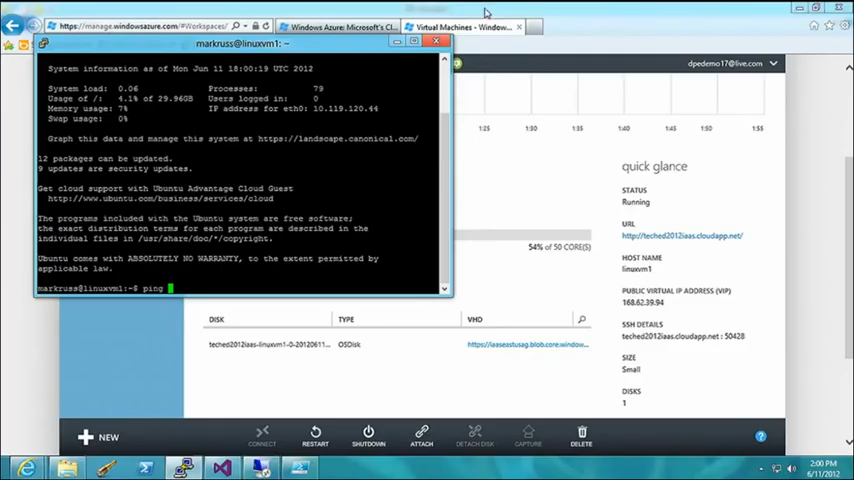 https://manage.windowsazure.com/#Workspaces/
Windows Azure: Microsoft's Cl...
Virtual Machines - Window...
markruss@linuxvm1: ~
dpedemo17@live.com
System information as of Mon Jun 11 18:00:19 UTC 2012
System load: 0.06 Processes: 79
Usage of /: 4.1% of 29.96GB Users logged in: 0
Memory usage: 7% IP address for eth0: 10.119.120.44
Swap usage: 0%
Graph this data and manage this system at https://landscape.canonical.com/
12 packages can be updated.
9 updates are security updates.
Get cloud support with Ubuntu Advantage Cloud Guest
http://www.ubuntu.com/business/services/cloud
The programs included with the Ubuntu system are free software;
the exact distribution terms for each program are described in the
individual files in /usr/share/doc/*/copyright.
Ubuntu comes with ABSOLUTELY NO WARRANTY, to the extent permitted by
applicable law.
markruss@linuxvm1:~$ ping
1:25 1:30 1:35 1:40 1:45 1:50 1:55
54% of 50 CORE(S)
quick glance
STATUS
Running
URL
http://teched2012iaas.cloudapp.net/
HOST NAME
linuxvm1
PUBLIC VIRTUAL IP ADDRESS (VIP)
168.62.39.94
SSH DETAILS
teched2012iaas.cloudapp.net : 50428
SIZE
Small
DISKS
1
DISK TYPE VHD
teched2012iaas-linuxvm1-0-20120611... OSDisk https://iaaseastusag.blob.core.window...
NEW
CONNECT RESTART SHUTDOWN ATTACH DETACH DISK CAPTURE DELETE
?
2:00 PM
6/11/2012